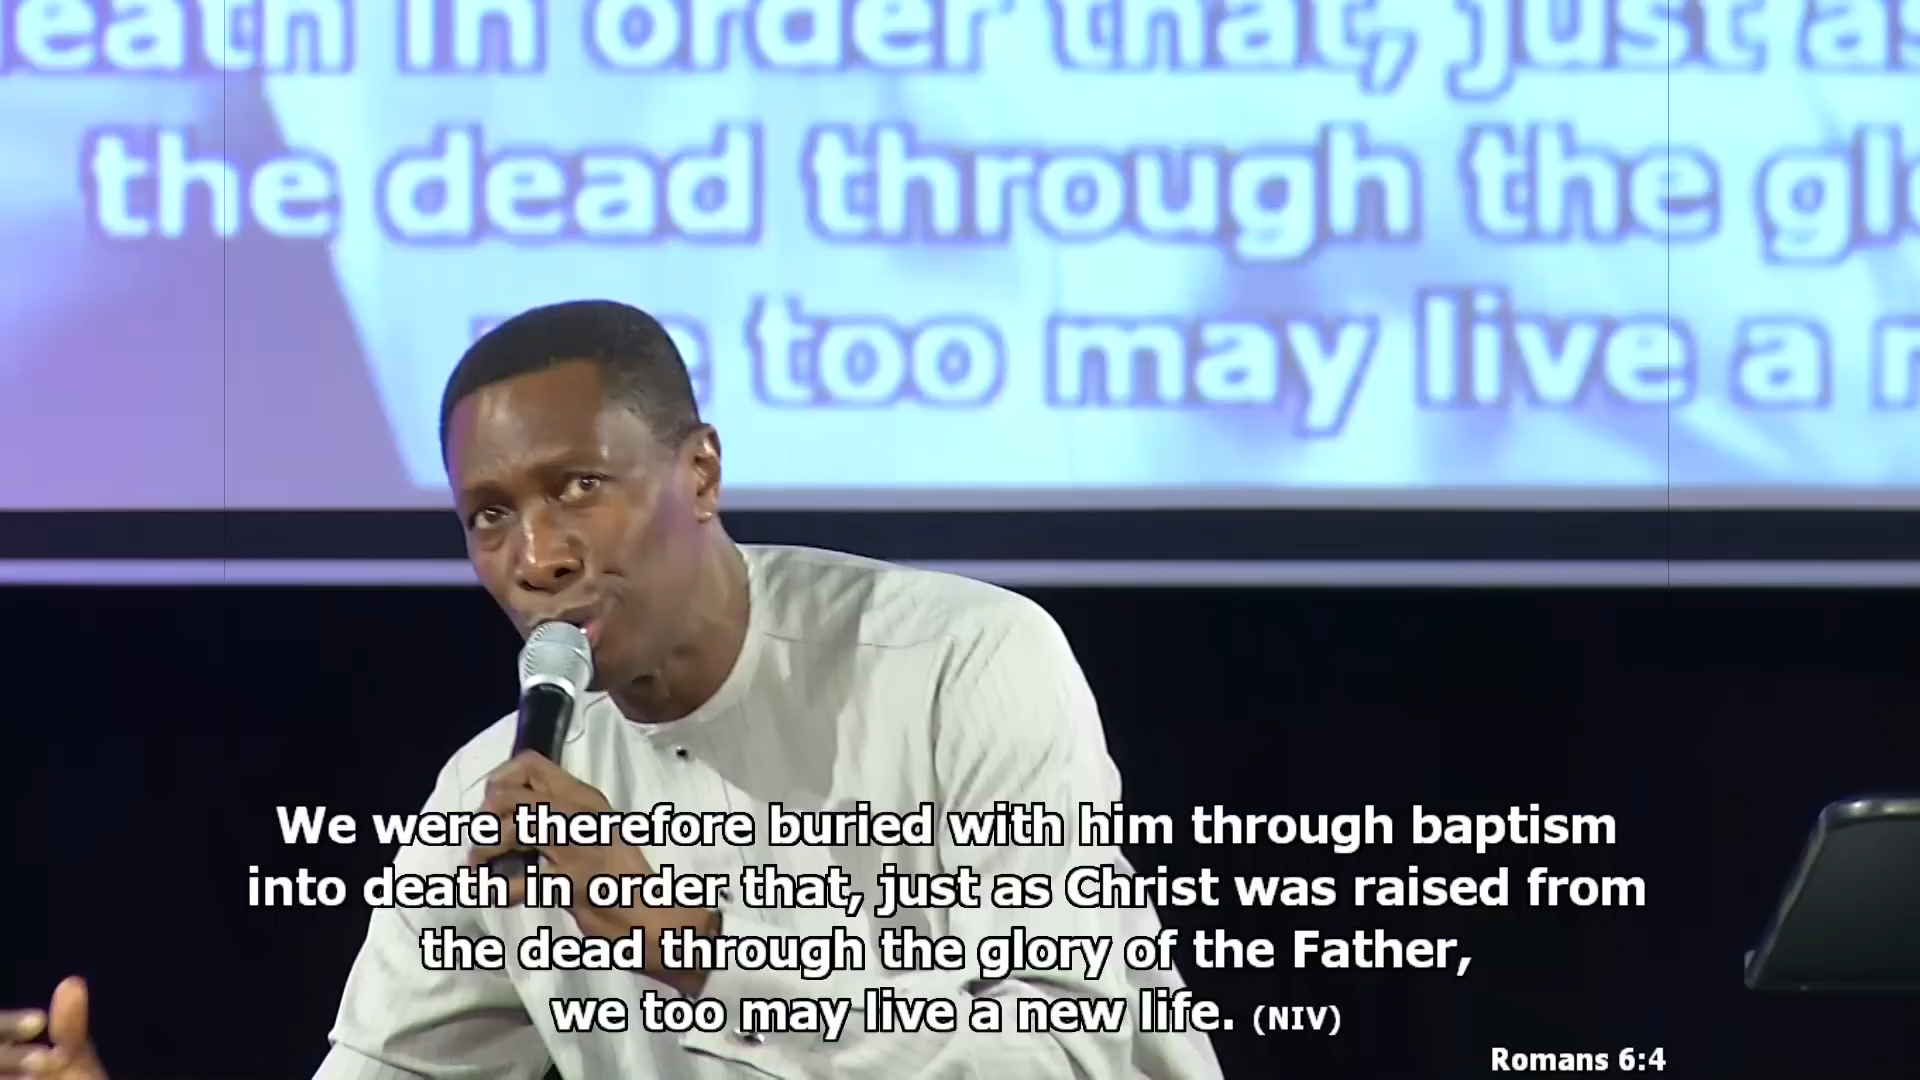 eath in order that, just as
the dead through the gl
too may live a
We were therefore buried with him through baptism
into death in order that, just as Christ was raised from
the dead through the glory of the Father,
we too may live a new life. (NIV)
Romans 6:4